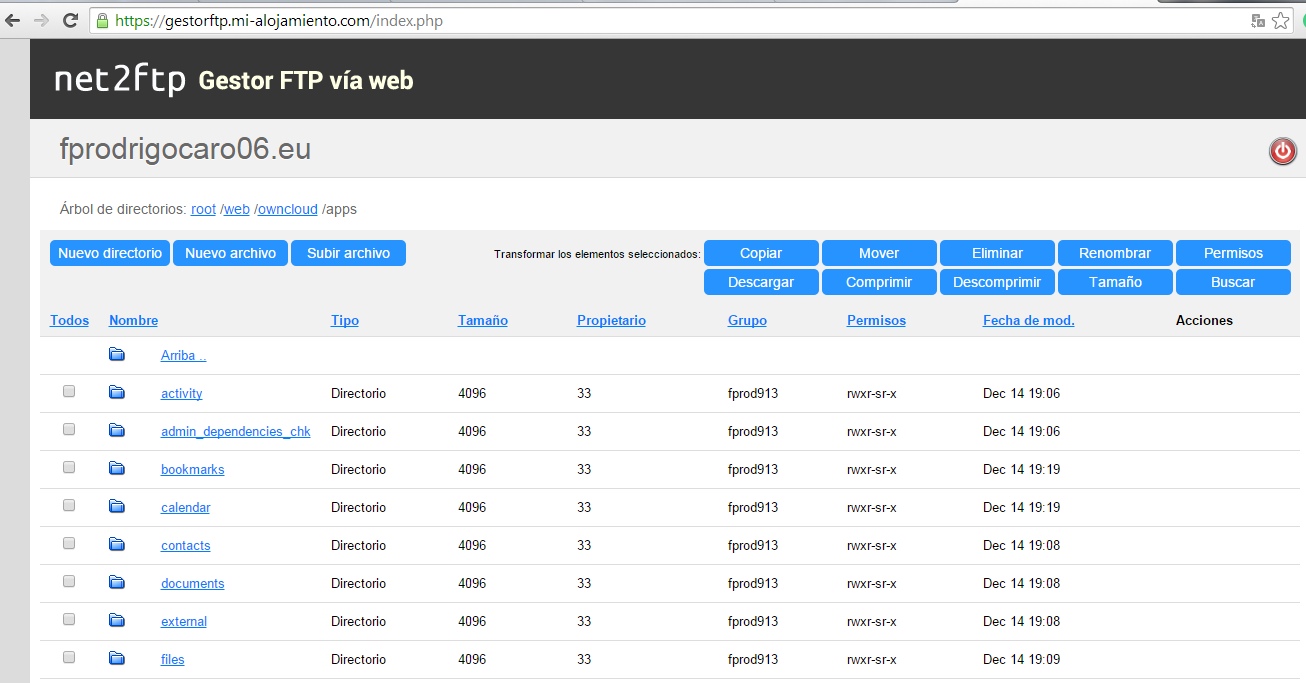 https://gestorftp.mi-alojamiento.com/index.php
net2ftp Gestor FTP vía web
fprodrigocaro06.eu
Árbol de directorios: root /web /owncloud /apps
Nuevo directorio Nuevo archivo Subir archivo Transformar los elementos seleccionados: Copiar Mover Eliminar Renombrar Permisos
Descargar Comprimir Descomprimir Tamaño Buscar
Todos Nombre Tipo Tamaño Propietario Grupo Permisos Fecha de mod. Acciones
Arriba ..
activity Directorio 4096 33 fprod913 rwxr-sr-x Dec 14 19:06
admin_dependencies_chk Directorio 4096 33 fprod913 rwxr-sr-x Dec 14 19:06
bookmarks Directorio 4096 33 fprod913 rwxr-sr-x Dec 14 19:19
calendar Directorio 4096 33 fprod913 rwxr-sr-x Dec 14 19:19
contacts Directorio 4096 33 fprod913 rwxr-sr-x Dec 14 19:08
documents Directorio 4096 33 fprod913 rwxr-sr-x Dec 14 19:08
external Directorio 4096 33 fprod913 rwxr-sr-x Dec 14 19:08
files Directorio 4096 33 fprod913 rwxr-sr-x Dec 14 19:09